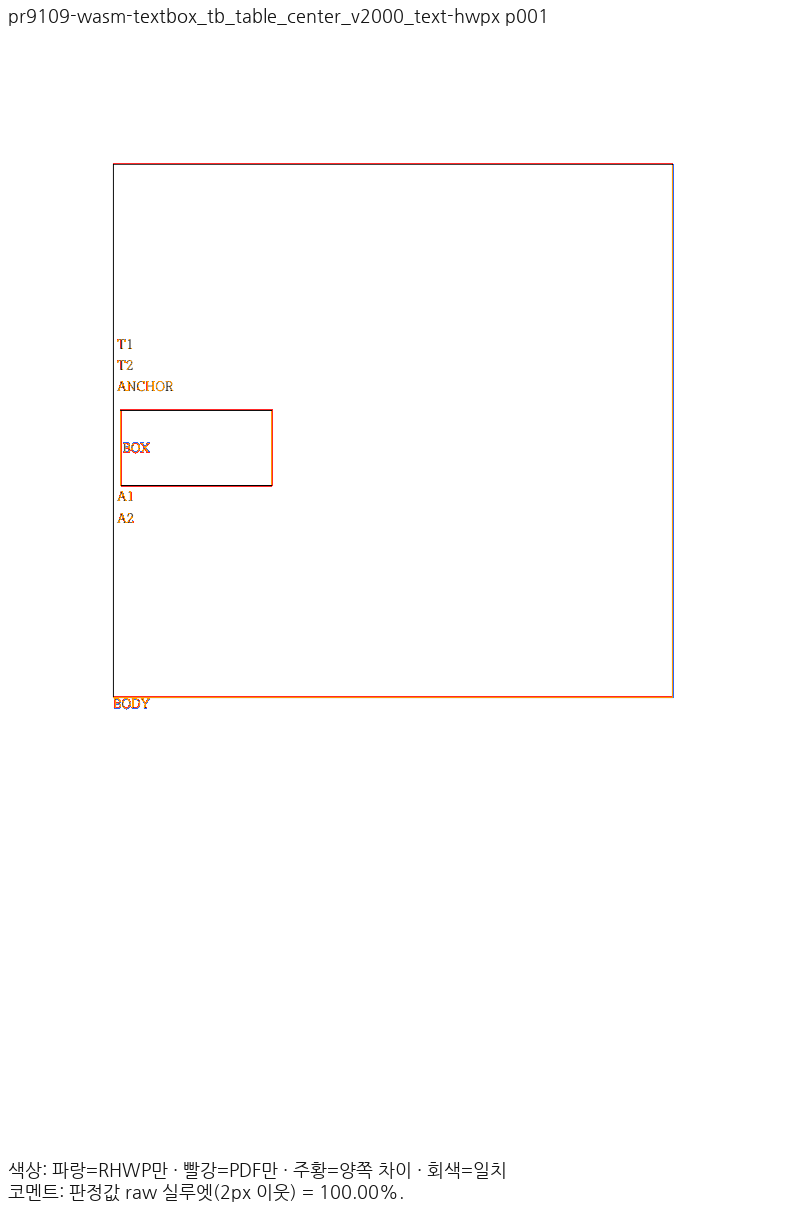 pr9109-wasm-textbox_tb_table_center_v2000_text-hwpx p001
T1
T2
ANCHOR
BOX
A1
A2
BODY
색상: 파랑=RHWP만 · 빨강=PDF만 · 주황=양쪽 차이 · 회색=일치
코멘트: 판정값 raw 실루엣(2px 이웃) = 100.00%.